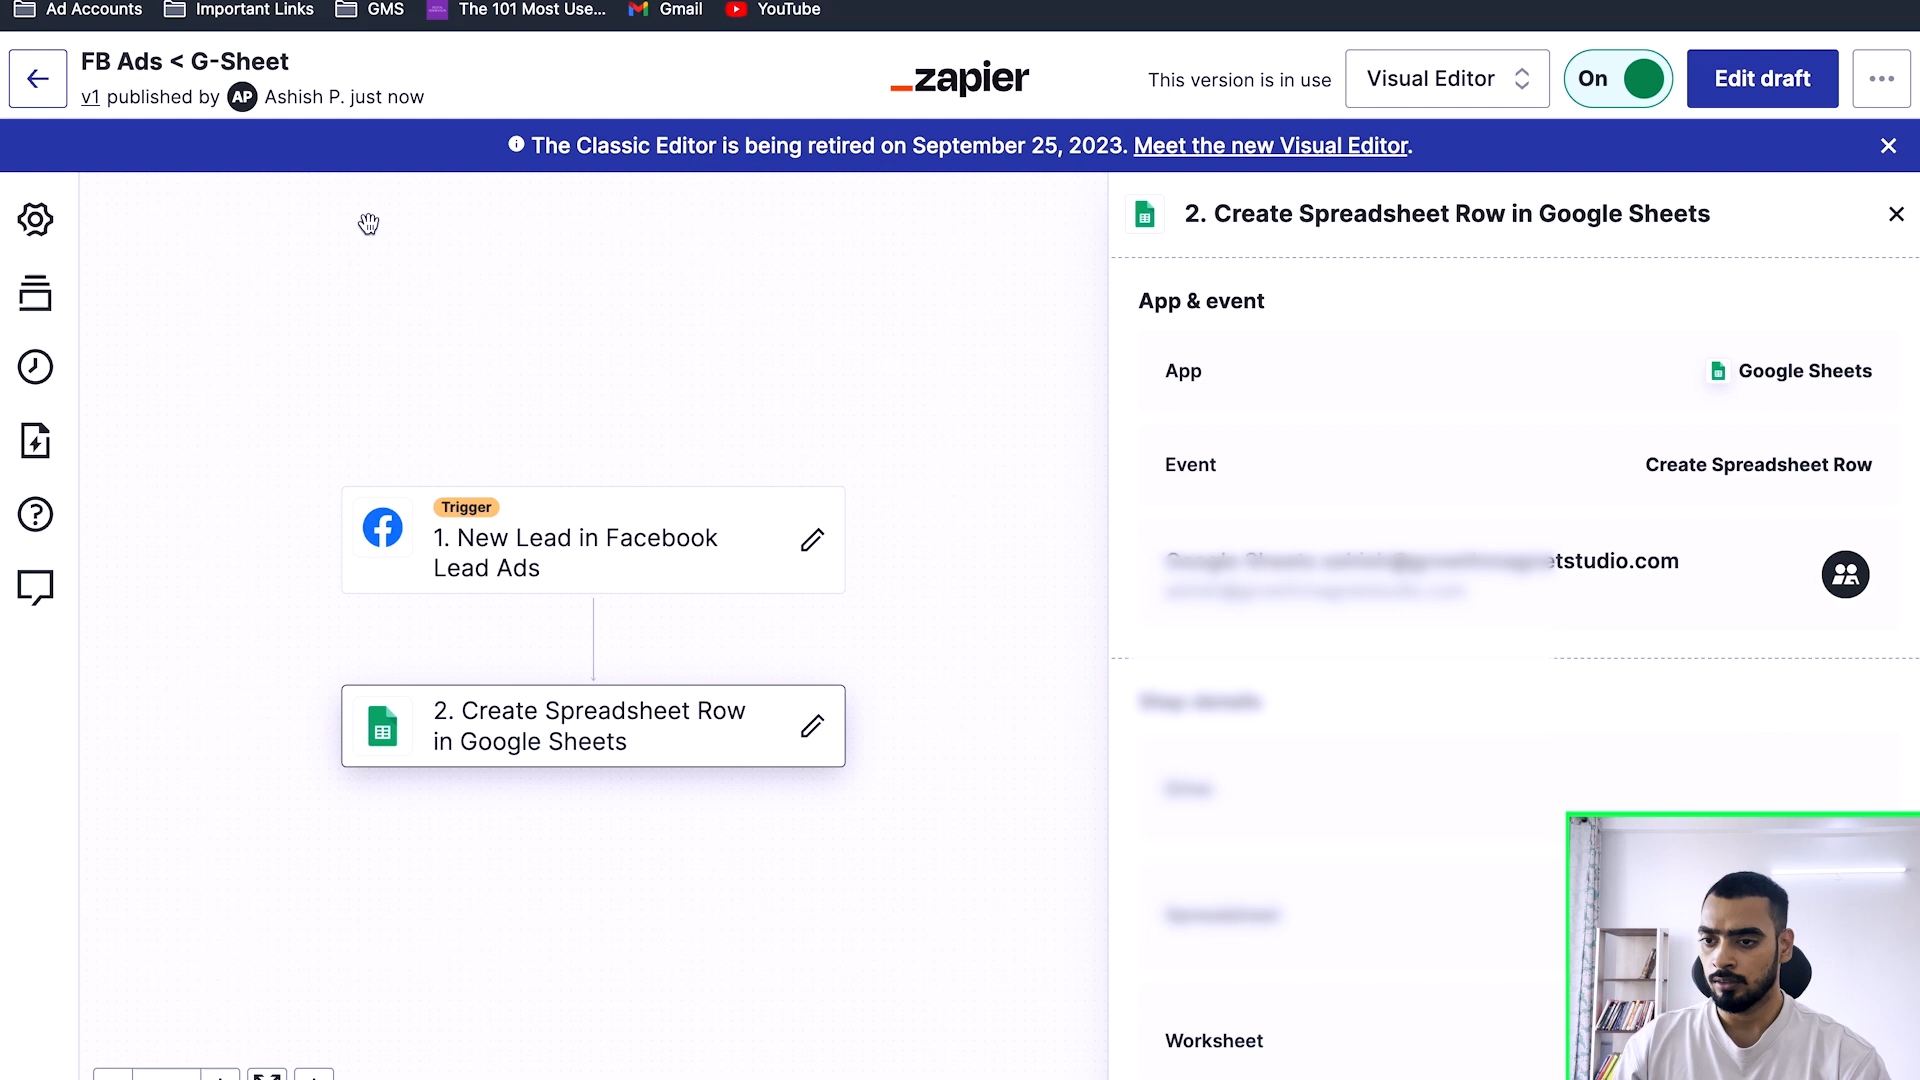 Ad Accounts
Important Links
GMS
The 101 Most Use...
Gmail
YouTube
FB Ads < G-Sheet
v1 published by AP Ashish P. just now
zapier
This version is in use
Visual Editor
On
Edit draft
The Classic Editor is being retired on September 25, 2023. Meet the new Visual Editor.
2. Create Spreadsheet Row in Google Sheets
App & event
App
Google Sheets
Event
Create Spreadsheet Row
etstudio.com
Trigger
1. New Lead in Facebook
Lead Ads
2. Create Spreadsheet Row
in Google Sheets
Worksheet